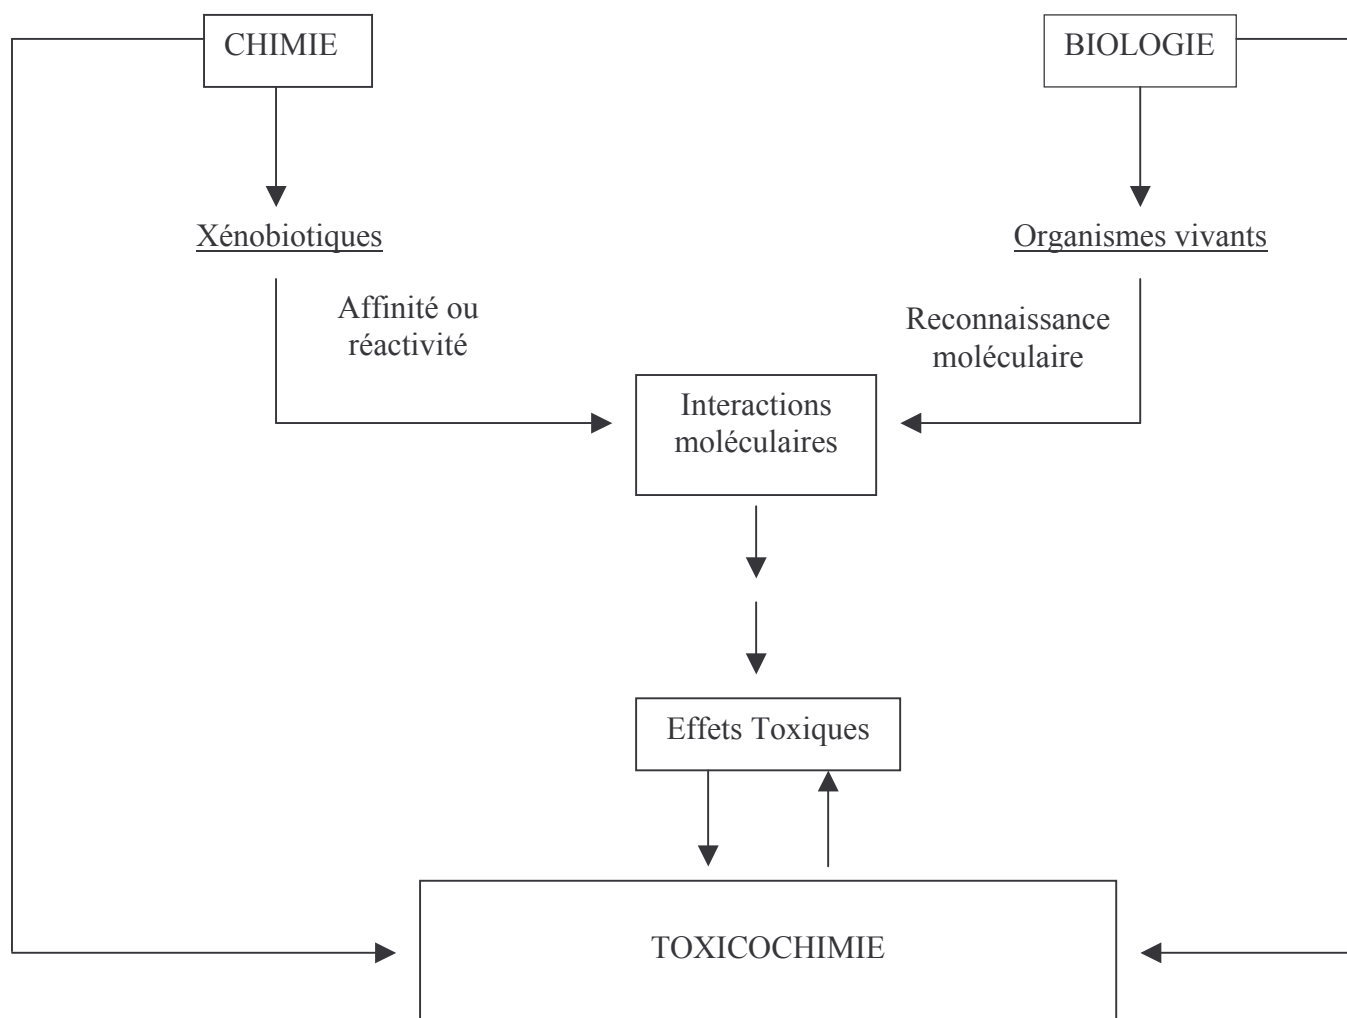 CHIMIE
BIOLOGIE
Xénobiotiques
Organismes vivants
Affinité ou
réactivité
Reconnaissance
moléculaire
Interactions
moléculaires
Effets Toxiques
TOXICOCHIMIE